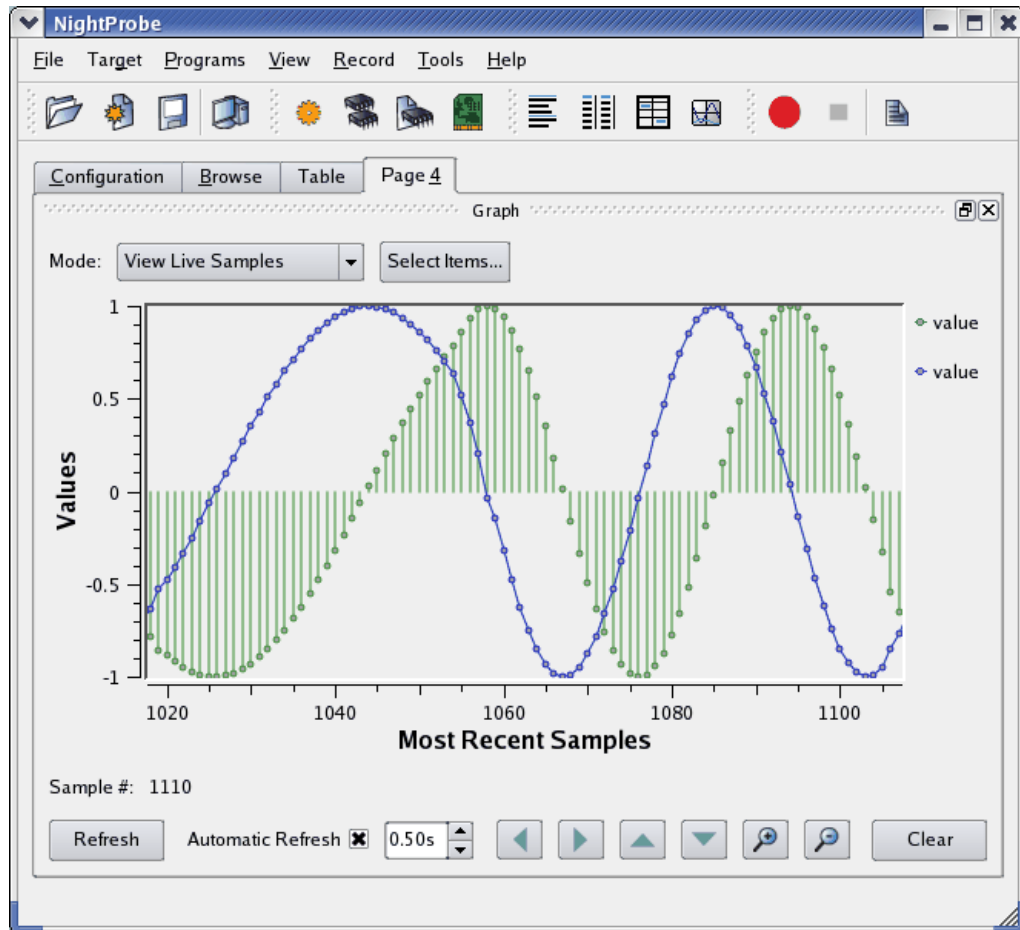 NightProbe
File Target Programs View Record Tools Help
Configuration Browse Table Page 4
Graph
Mode: View Live Samples Select Items...
1
0.5
0
-0.5
-1
Values
value
value
1020 1040 1060 1080 1100
Most Recent Samples
Sample #: 1110
Refresh Automatic Refresh 0.50s Clear